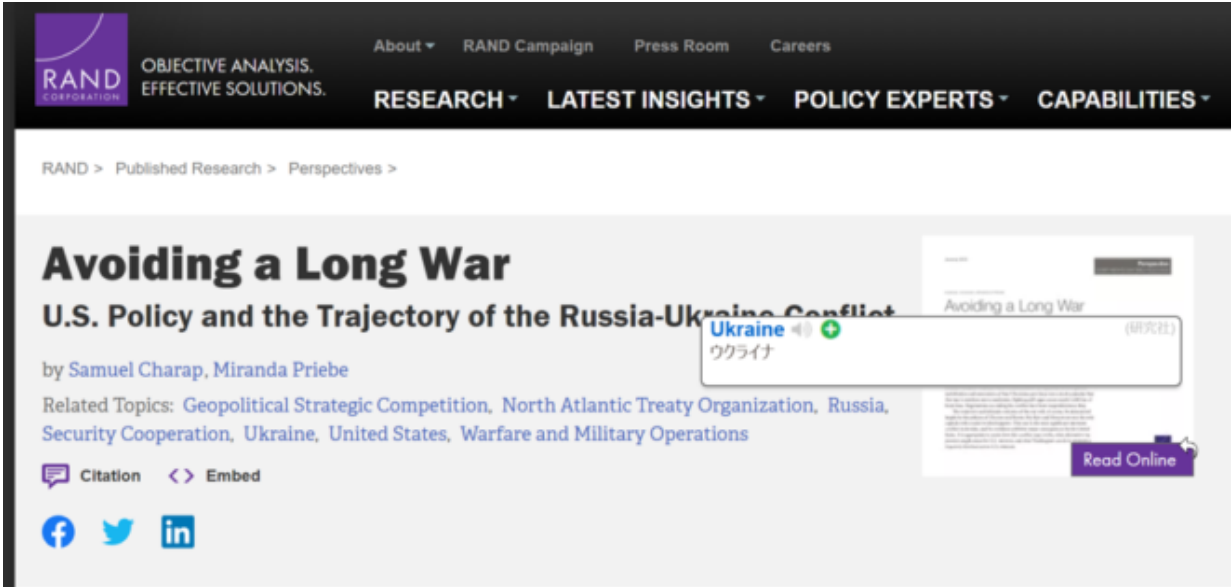 About RAND Campaign Press Room Careers
RAND
CORPORATION
OBJECTIVE ANALYSIS.
EFFECTIVE SOLUTIONS.
RESEARCH LATEST INSIGHTS POLICY EXPERTS CAPABILITIES
RAND > Published Research > Perspectives >
Avoiding a Long War
U.S. Policy and the Trajectory of the Russia-Ukraine Conflict
by Samuel Charap, Miranda Priebe
Related Topics: Geopolitical Strategic Competition, North Atlantic Treaty Organization, Russia,
Security Cooperation, Ukraine, United States, Warfare and Military Operations
Citation <> Embed
Perspective
Avoiding a Long War
Ukraine (研究社)
ウクライナ
Read Online